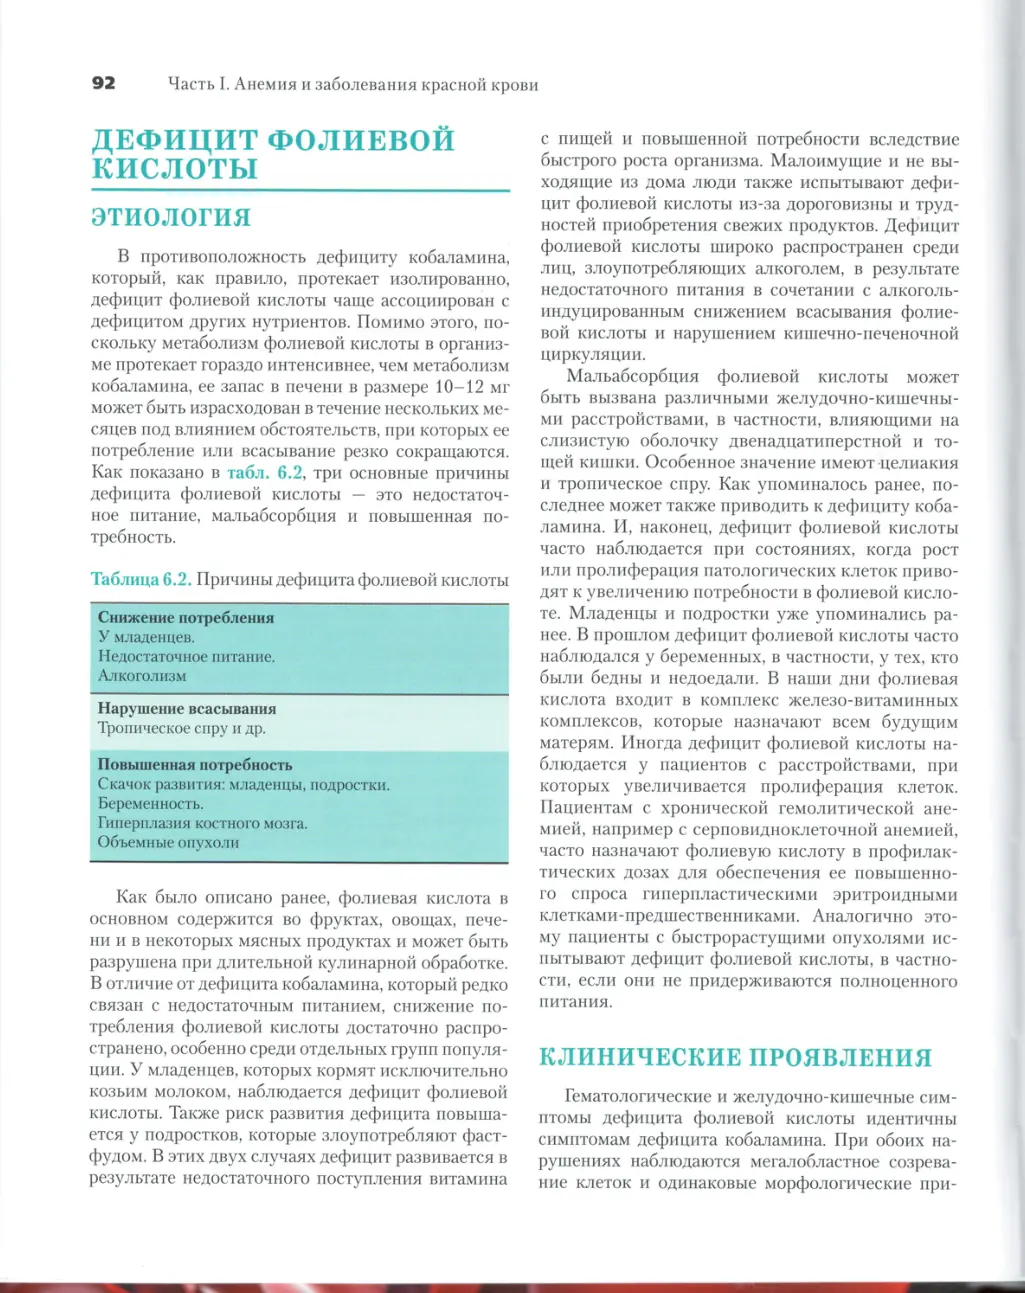 92 Часть I. Анемия и заболевания красной крови
ДЕФИЦИТ ФОЛИЕВОЙ
КИСЛОТЫ
ЭТИОЛОГИЯ
В противоположность дефициту кобаламина,
который, как правило, протекает изолированно,
дефицит фолиевой кислоты чаще ассоциирован с
дефицитом других нутриентов. Помимо этого, по-
скольку метаболизм фолиевой кислоты в организ-
ме протекает гораздо интенсивнее, чем метаболизм
кобаламина, ее запас в печени в размере 10–12 мг
может быть израсходован в течение нескольких ме-
сяцев под влиянием обстоятельств, при которых ее
потребление или всасывание резко сокращаются.
Как показано в табл. 6.2, три основные причины
дефицита фолиевой кислоты — это недостаточ-
ное питание, мальабсорбция и повышенная по-
требность.
Таблица 6.2. Причины дефицита фолиевой кислоты
Снижение потребления
У младенцев.
Недостаточное питание.
Алкоголизм
Нарушение всасывания
Тропическое спру и др.
Повышенная потребность
Скачок развития: младенцы, подростки.
Беременность.
Гиперплазия костного мозга.
Объемные опухоли
Как было описано ранее, фолиевая кислота в
основном содержится во фруктах, овощах, пече-
ни и в некоторых мясных продуктах и может быть
разрушена при длительной кулинарной обработке.
В отличие от дефицита кобаламина, который редко
связан с недостаточным питанием, снижение по-
требления фолиевой кислоты достаточно распро-
странено, особенно среди отдельных групп популя-
ции. У младенцев, которых кормят исключительно
козьим молоком, наблюдается дефицит фолиевой
кислоты. Также риск развития дефицита повыша-
ется у подростков, которые злоупотребляют фаст-
фудом. В этих двух случаях дефицит развивается в
результате недостаточного поступления витамина
с пищей и повышенной потребности вследствие
быстрого роста организма. Малоимущие и не вы-
ходящие из дома люди также испытывают дефи-
цит фолиевой кислоты из-за дороговизны и труд-
ностей приобретения свежих продуктов. Дефицит
фолиевой кислоты широко распространен среди
лиц, злоупотребляющих алкоголем, в результате
недостаточного питания в сочетании с алкоголь-
индуцированным снижением всасывания фолие-
вой кислоты и нарушением кишечно-печеночной
циркуляции.
Мальабсорбция фолиевой кислоты может
быть вызвана различными желудочно-кишечны-
ми расстройствами, в частности, влияющими на
слизистую оболочку двенадцатиперстной и то-
щей кишки. Особенное значение имеют целиакия
и тропическое спру. Как упоминалось ранее, по-
следнее может также приводить к дефициту коба-
ламина. И, наконец, дефицит фолиевой кислоты
часто наблюдается при состояниях, когда рост
или пролиферация патологических клеток приво-
дят к увеличению потребности в фолиевой кисло-
те. Младенцы и подростки уже упоминались ра-
нее. В прошлом дефицит фолиевой кислоты часто
наблюдался у беременных, в частности, у тех, кто
были бедны и недоедали. В наши дни фолиевая
кислота входит в комплекс железо-витаминных
комплексов, которые назначают всем будущим
матерям. Иногда дефицит фолиевой кислоты на-
блюдается у пациентов с расстройствами, при
которых увеличивается пролиферация клеток.
Пациентам с хронической гемолитической ане-
мией, например с серповидноклеточной анемией,
часто назначают фолиевую кислоту в профилак-
тических дозах для обеспечения ее повышенно-
го спроса гиперпластическими эритроидными
клетками-предшественниками. Аналогично это-
му пациенты с быстрорастущими опухолями ис-
пытывают дефицит фолиевой кислоты, в частно-
сти, если они не придерживаются полноценного
питания.
КЛИНИЧЕСКИЕ ПРОЯВЛЕНИЯ
Гематологические и желудочно-кишечные сим-
птомы дефицита фолиевой кислоты идентичны
симптомам дефицита кобаламина. При обоих на-
рушениях наблюдаются мегалобластное созрева-
ние клеток и одинаковые морфологические при-